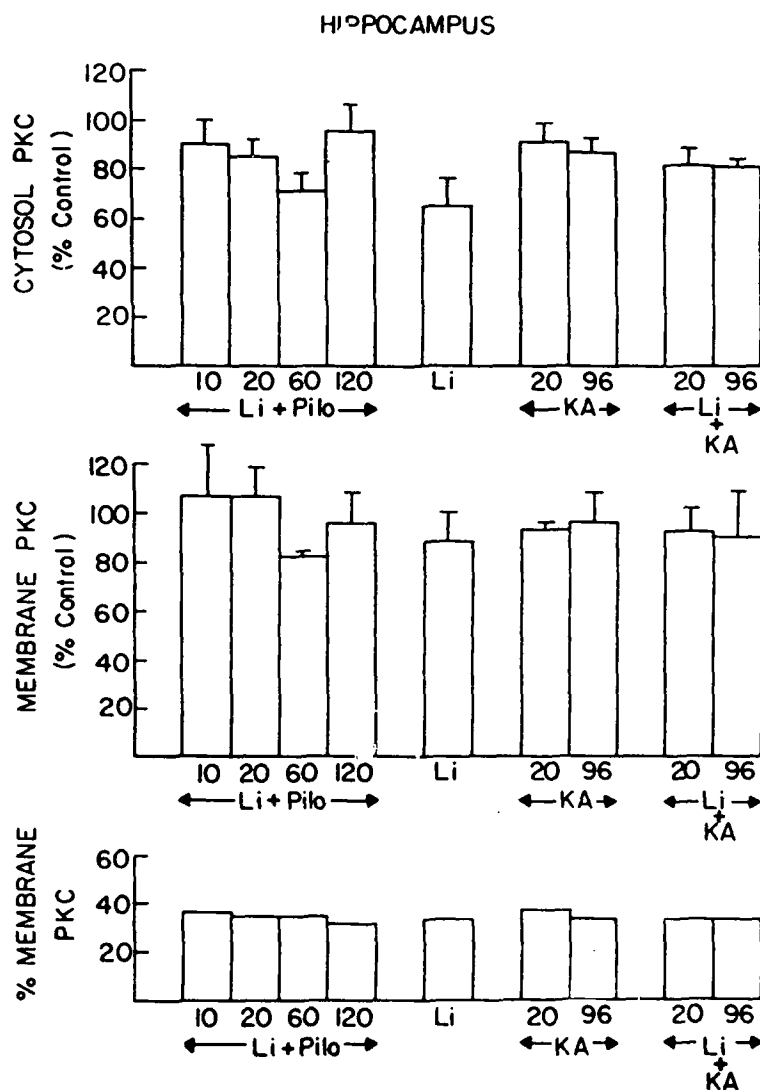 HIPPOCAMPUS
CYTOSOL PKC
(% Control)
120
100
80
60
40
20
10 20 60 120 Li 20 96 20 96
Li + Pilo KA Li
+
KA
MEMBRANE PKC
(% Control)
120
100
80
60
40
20
10 20 60 120 Li 20 96 20 96
Li + Pilo KA Li
+
KA
% MEMBRANE
PKC
60
40
20
10 20 60 120 Li 20 96 20 96
Li + Pilo KA Li
+
KA